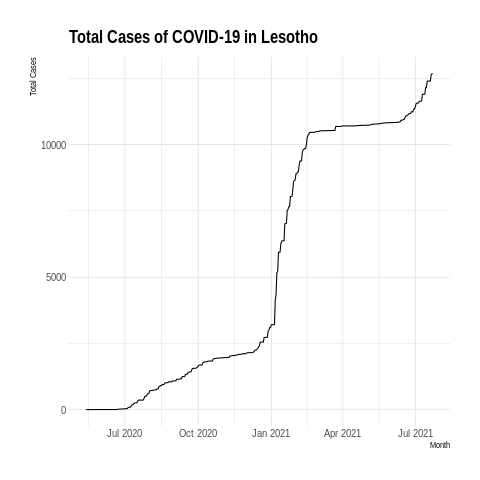 Total Cases of COVID-19 in Lesotho
Total Cases
10000
5000
0
Jul 2020 Oct 2020 Jan 2021 Apr 2021 Jul 2021
Month